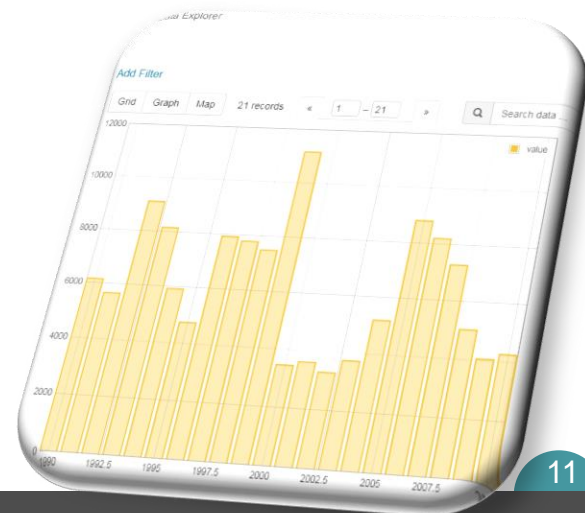 Explorer
Add Filter
Grid Graph Map 21 records « 1 – 21 » Search data ...
value
12000
10000
8000
6000
4000
2000
0
1990 1992.5 1995 1997.5 2000 2002.5 2005 2007.5
11